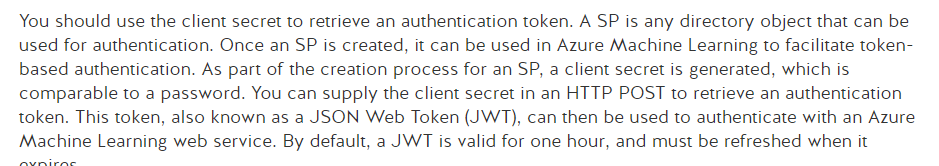 You should use the client secret to retrieve an authentication token. A SP is any directory object that can be
used for authentication. Once an SP is created, it can be used in Azure Machine Learning to facilitate token-
based authentication. As part of the creation process for an SP, a client secret is generated, which is
comparable to a password. You can supply the client secret in an HTTP POST to retrieve an authentication
token. This token, also known as a JSON Web Token (JWT), can then be used to authenticate with an Azure
Machine Learning web service. By default, a JWT is valid for one hour, and must be refreshed when it
expires